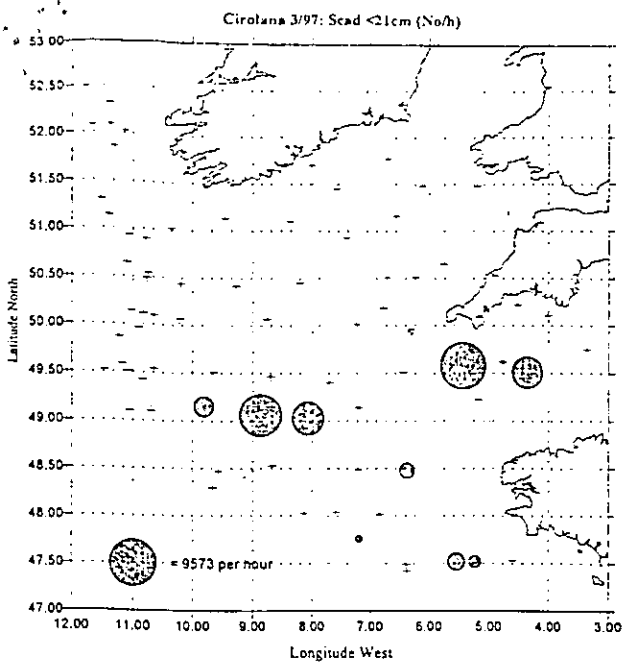 Cirolana 3/97: Scad <21cm (No/h)
53 00
52.50
52.00
51.50
51.00
50.50
50.00
49.50
49.00
48.50
48.00
47.50
47.00
Latitude North
= 9573 per hour
12.00 11.00 10.00 9.00 8.00 7.00 6.00 5.00 4.00 3.00
Longitude West